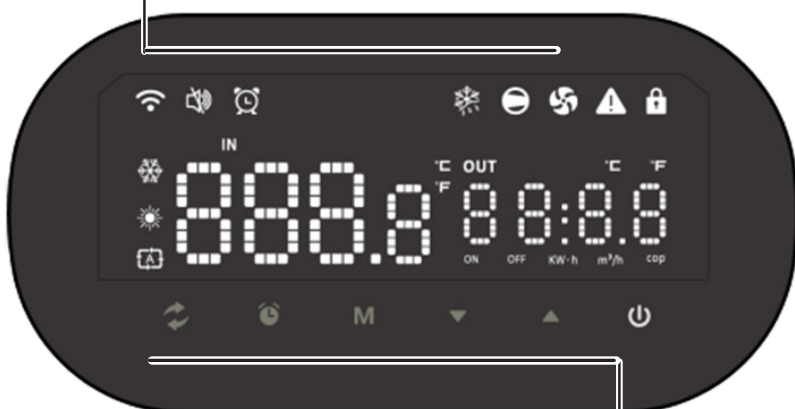 IN
°C OUT °C °F
°F
888.8 88:8.8
A
ON OFF KW·h m³/h cop
M